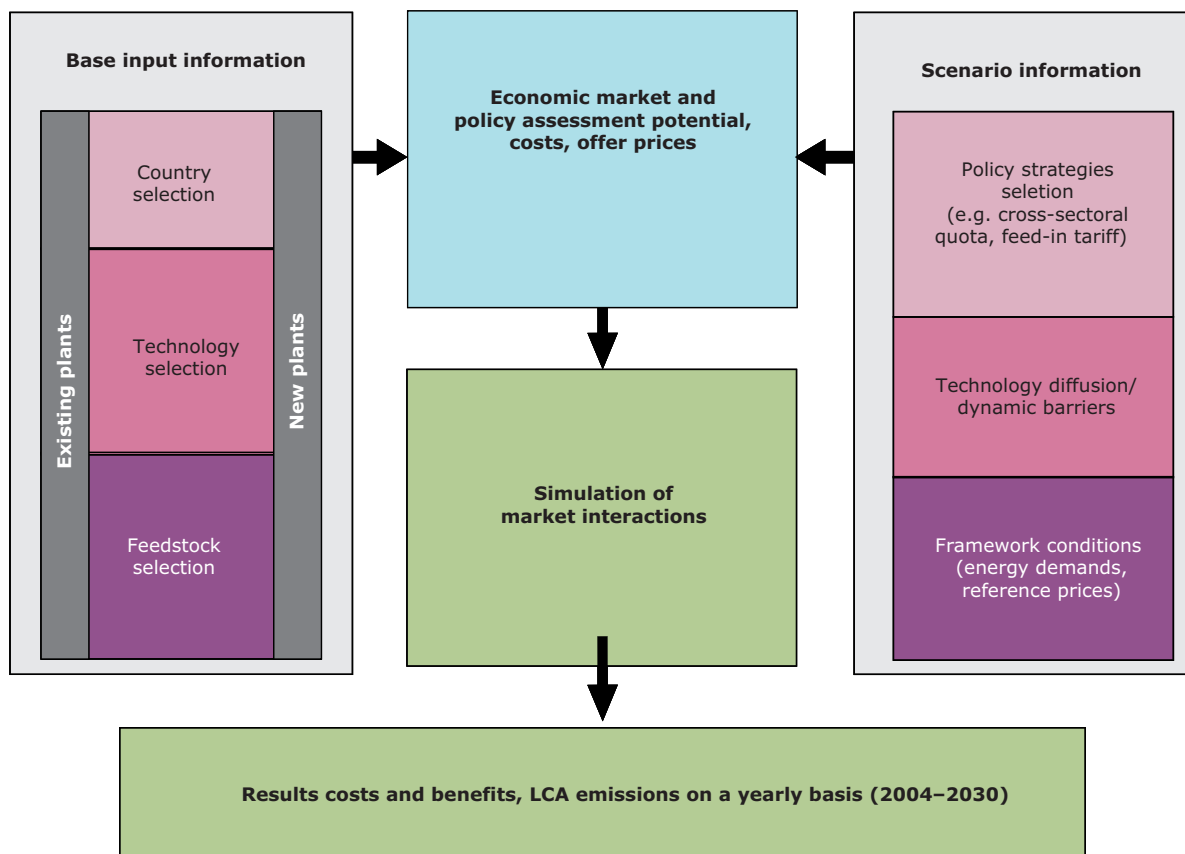 Base input information
Existing plants
Country
selection
Technology
selection
Feedstock
selection
New plants
Economic market and
policy assessment potential,
costs, offer prices
Simulation of
market interactions
Scenario information
Policy strategies
seletion
(e.g. cross-sectoral
quota, feed-in tariff)
Technology diffusion/
dynamic barriers
Framework conditions
(energy demands,
reference prices)
Results costs and benefits, LCA emissions on a yearly basis (2004–2030)